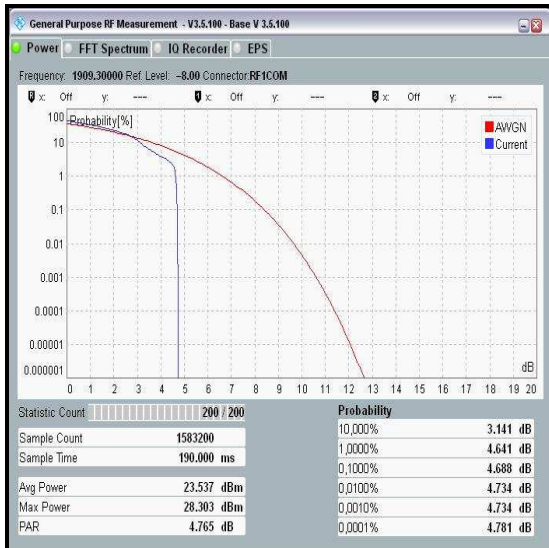 General Purpose RF Measurement - V3.5.100 - Base V 3.5.100
Power FFT Spectrum IQ Recorder EPS
Frequency: 1909.30000 Ref. Level: -8.00 Connector:RF1COM
x: Off y: --- 1 x: Off y: --- 2 x: Off y: ---
Probability[%]
AWGN
Current
100
10
1
0.1
0.01
0.001
0.0001
0.00001
0.000001
dB
0 1 2 3 4 5 6 7 8 9 10 11 12 13 14 15 16 17 18 19 20
Statistic Count 200 / 200
Sample Count 1583200
Sample Time 190.000 ms
Avg Power 23.537 dBm
Max Power 28.303 dBm
PAR 4.765 dB
Probability
10,000% 3.141 dB
1,0000% 4.641 dB
0,1000% 4.688 dB
0,0100% 4.734 dB
0,0010% 4.734 dB
0,0001% 4.781 dB